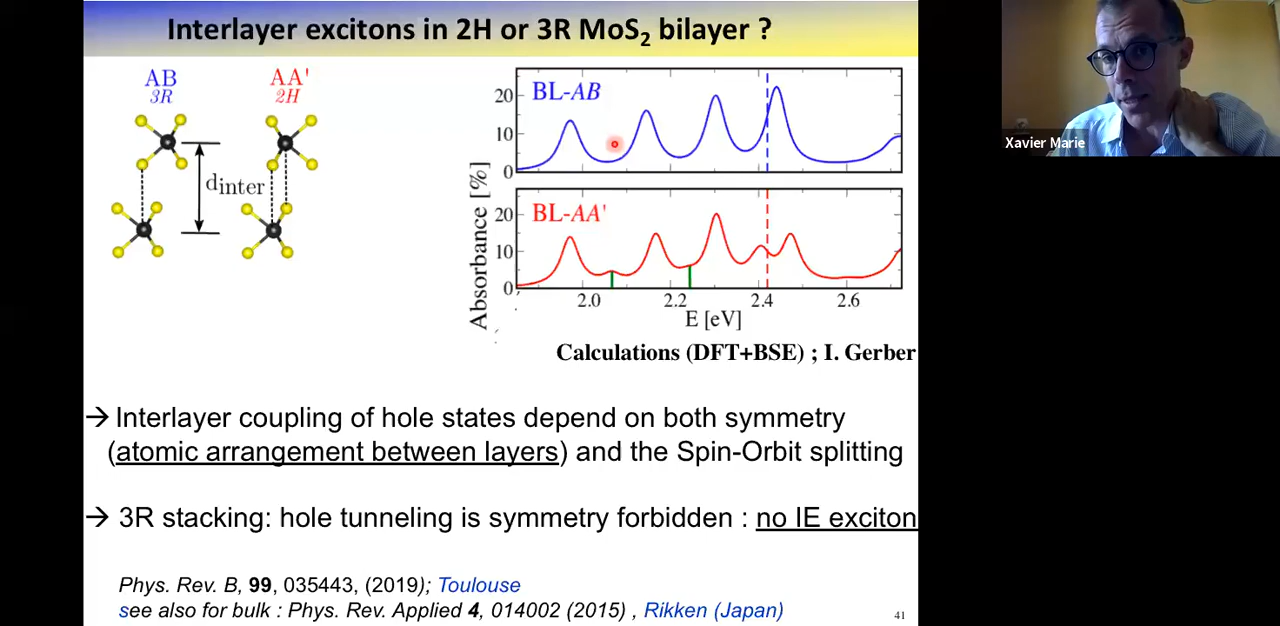 Interlayer excitons in 2H or 3R MoS2 bilayer ?
AB
3R
AA'
2H
dinter
Absorbance [%]
20
10
0
BL-AB
20
10
0
BL-AA'
2.0 2.2 2.4 2.6
E [eV]
Calculations (DFT+BSE) ; I. Gerber
→ Interlayer coupling of hole states depend on both symmetry
(atomic arrangement between layers) and the Spin-Orbit splitting
→ 3R stacking: hole tunneling is symmetry forbidden : no IE exciton
Phys. Rev. B, 99, 035443, (2019); Toulouse
see also for bulk : Phys. Rev. Applied 4, 014002 (2015) , Rikken (Japan)
41
Xavier Marie